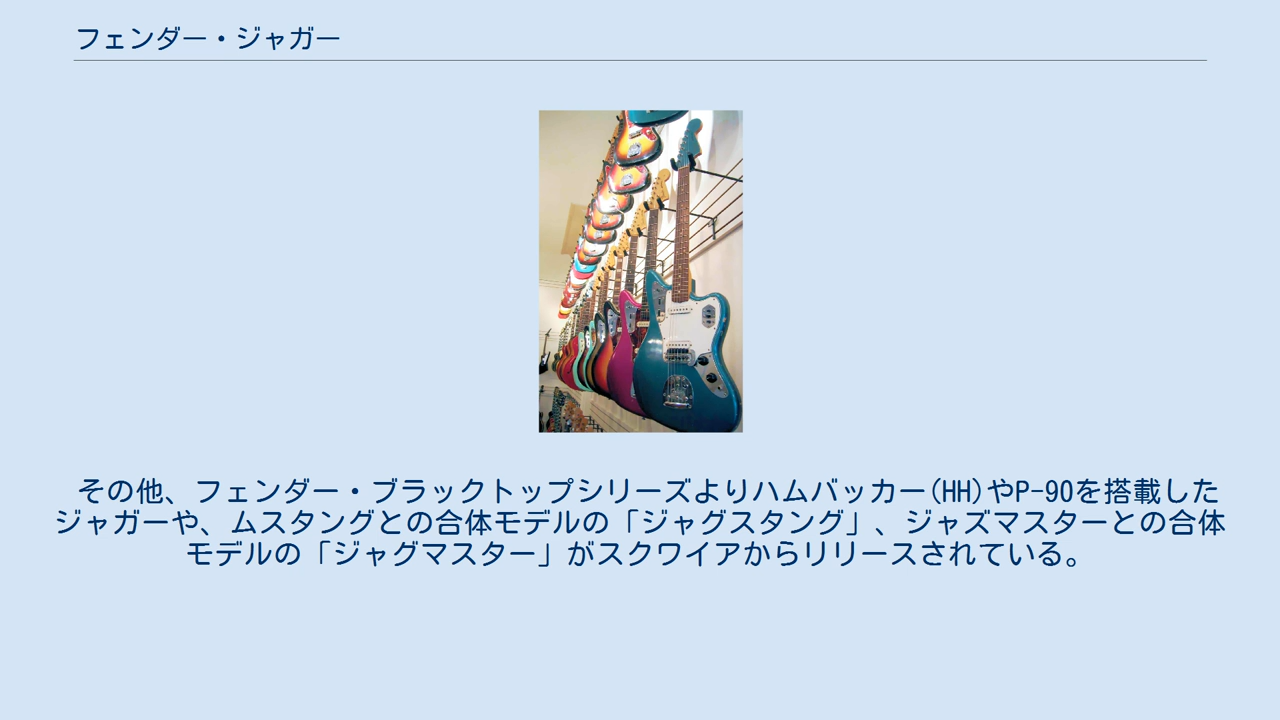 フェンダー・ジャガー
その他、フェンダー・ブラックトップシリーズよりハムバッカー(HH)やP-90を搭載した
ジャガーや、ムスタングとの合体モデルの「ジャグスタング」、ジャズマスターとの合体
モデルの「ジャグマスター」がスクワイアからリリースされている。